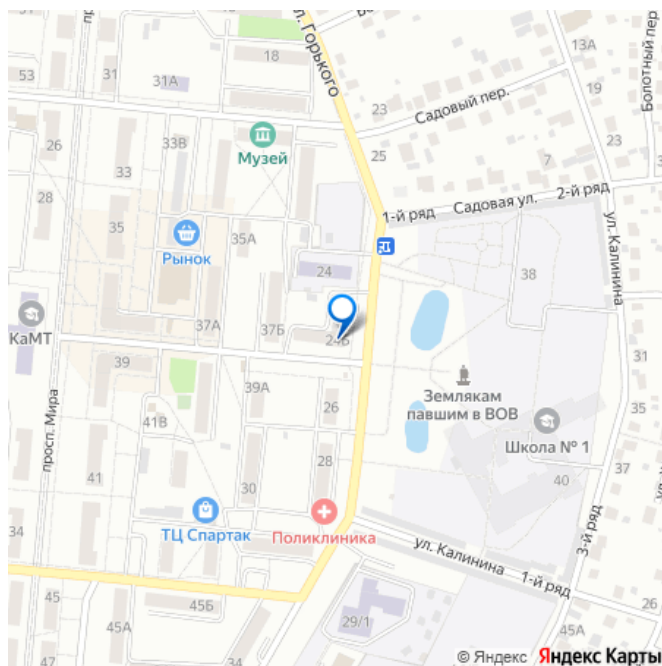 ул. Горького
Болотный пер
18
13А
31
31А
53
19
Садовый пер.
23
26
33В
Музей
25
23
33
7
28
1-й ряд
Садовая ул.
2-й ряд
35
35А
Рынок
ул. Калинина
24
38
КаМТ
37А
37Б
24Б
39
39А
Землякам
павшим в ВОВ
35
просп. Мира
41В
26
Школа № 1
28
37
41
30
40
34
ТЦ Спартак
Поликлиника
3-й ряд
ул. Калинина
1-й ряд
26
45Б
45А
29/1
45А
34
© Яндекс Яндекс Карты